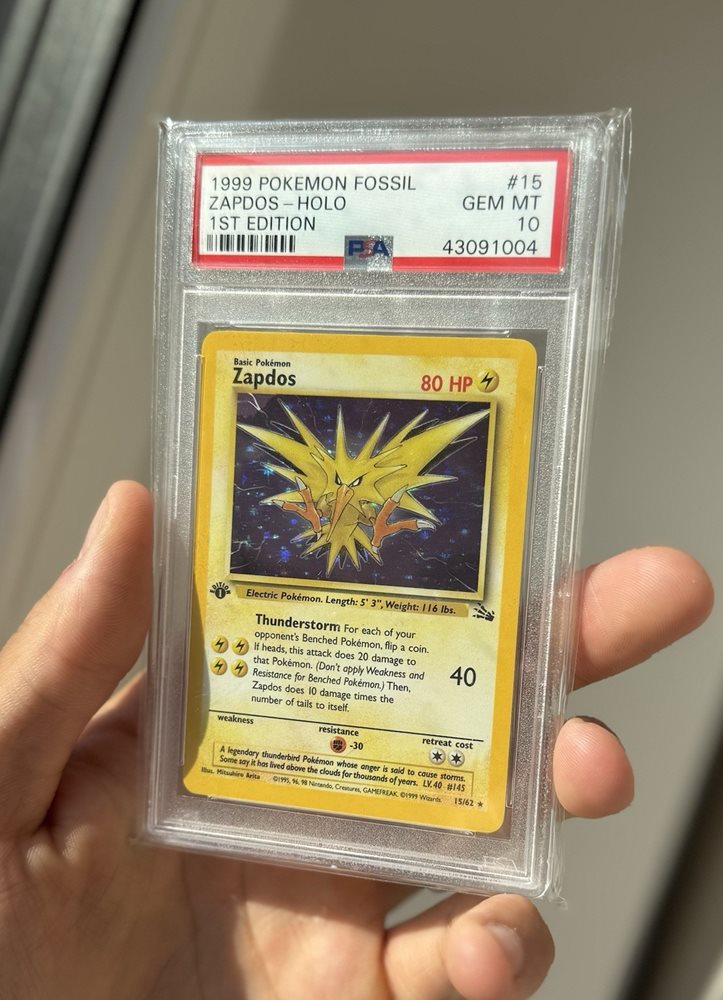 1999 POKEMON FOSSIL #15
ZAPDOS – HOLO GEM MT
1ST EDITION 10
PSA 43091004
Basic Pokémon
Zapdos 80 HP
EDITION 1
Electric Pokémon. Length: 5' 3", Weight: 116 lbs.
Thunderstorm For each of your
opponent's Benched Pokémon, flip a coin.
If heads, this attack does 20 damage to
that Pokémon. (Don't apply Weakness and
Resistance for Benched Pokémon.) Then, 40
Zapdos does 10 damage times the
number of tails to itself.
weakness resistance retreat cost
-30
A legendary thunderbird Pokémon whose anger is said to cause storms.
Some say it has lived above the clouds for thousands of years. LV. 40 #145
Illus. Mitsuhiro Arita ©1995, 96, 98 Nintendo, Creatures, GAMEFREAK. ©1999 Wizards. 15/62 ★